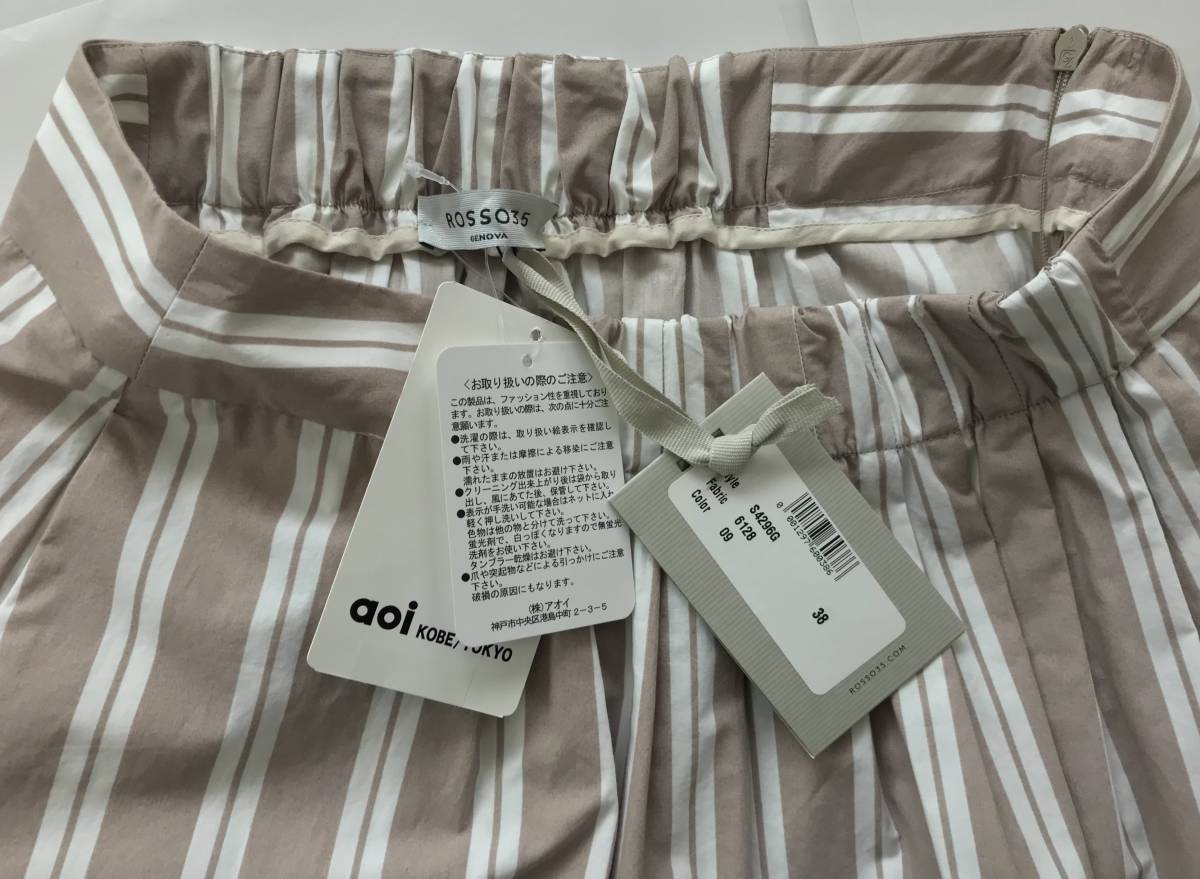 ROSSO35
GENOVA
〈お取り扱いの際のご注意〉
この製品は、ファッション性を重視しており
ます。お取り扱いの際は、次の点に十分ご注
意願います。
●洗濯の際は、取り扱い絵表示を確認し
て下さい。
●雨や汗または摩擦による移染にご注意
下さい。
濡れたままの放置はお避け下さい。
●クリーニング出来上がり後は袋から取り
出し、風にあてた後、保管して下さい。
●表示が手洗い可能な場合はネットに入れ
軽く押し洗いして下さい。
色物は他の物と分けて洗って下さい。
蛍光剤で、白っぽくなりますので無蛍光
洗剤をお使い下さい。
タンブラー乾燥はお避け下さい。
●爪や突起物などによる引っかけにご注意
下さい。
破損の原因にもなります。
(株)アオイ
神戸市中央区港島中町2-3-5
aoi KOBE/TOKYO
Style S4296G
Fabric 6128
Color 09
0 001297 600386
38
ROSSO35.COM